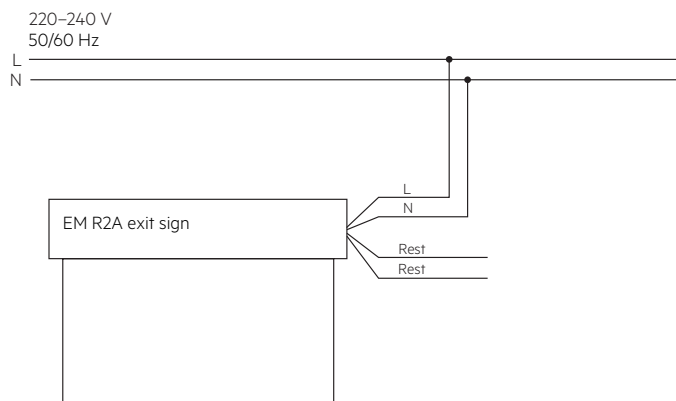 220–240 V
50/60 Hz
L
N
L
N
EM R2A exit sign
Rest
Rest